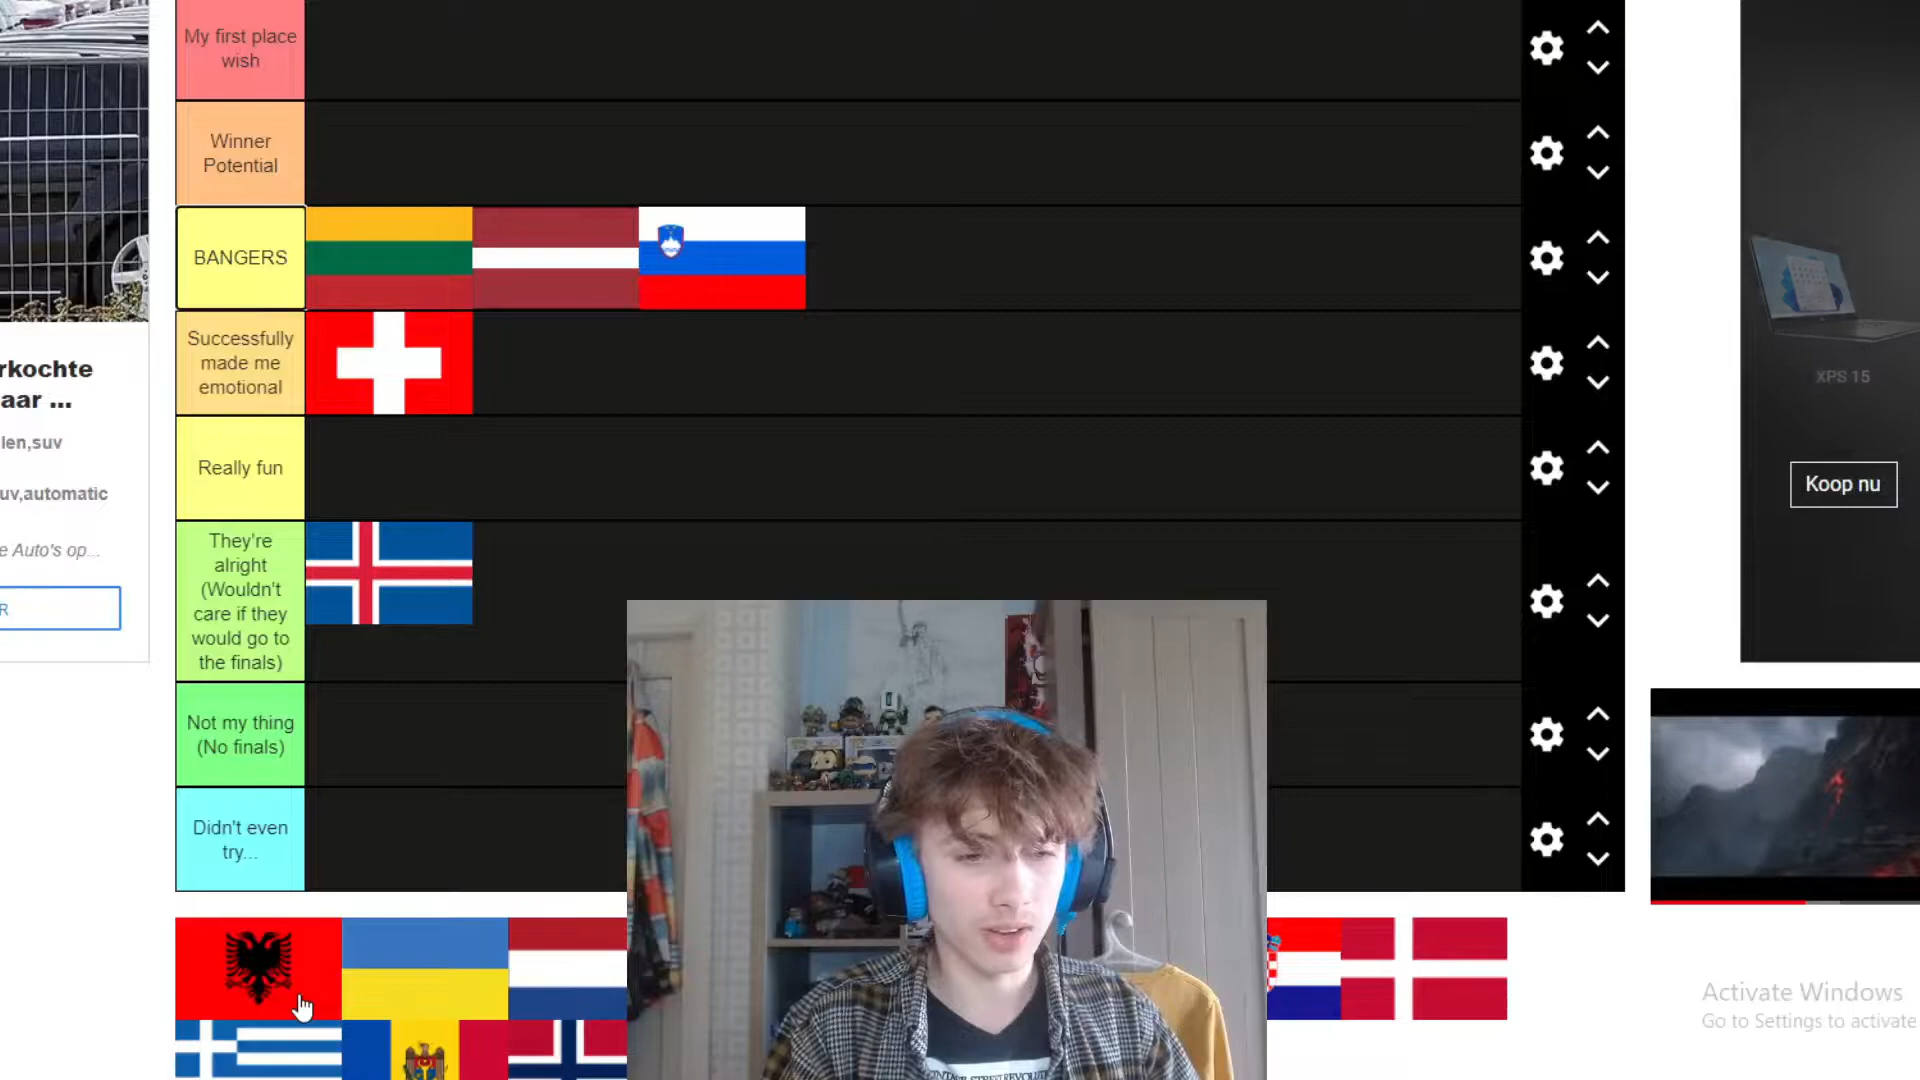 My first place
wish
Winner
Potential
BANGERS
Successfully
made me
emotional
Really fun
They're
alright
(Wouldn't
care if they
would go to
the finals)
Not my thing
(No finals)
Didn't even
try...
rkochte
aar ...
len,suv
uv,automatic
e Auto's op...
R
XPS 15
Koop nu
Activate Windows
Go to Settings to activate